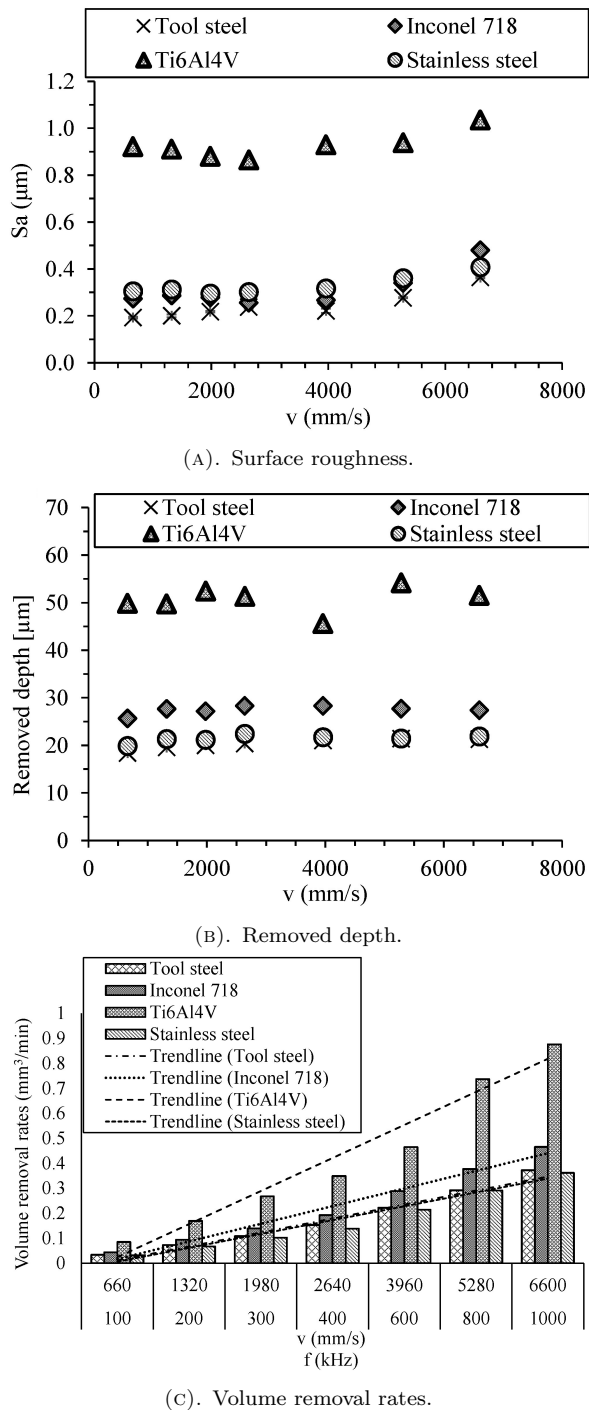 Tool steel Inconel 718
Ti6Al4V Stainless steel
1.2
1.0
0.8
0.6
0.4
0.2
0.0
Sa (µm)
0 2000 4000 6000 8000
v (mm/s)
(A). Surface roughness.
Tool steel Inconel 718
Ti6Al4V Stainless steel
70
60
50
40
30
20
10
0
Removed depth [µm]
0 2000 4000 6000 8000
v (mm/s)
(B). Removed depth.
Tool steel
Inconel 718
Ti6Al4V
Stainless steel
Trendline (Tool steel)
Trendline (Inconel 718)
Trendline (Ti6Al4V)
Trendline (Stainless steel)
1
0.9
0.8
0.7
0.6
0.5
0.4
0.3
0.2
0.1
0
Volume removal rates (mm³/min)
660 1320 1980 2640 3960 5280 6600
100 200 300 400 600 800 1000
v (mm/s)
f (kHz)
(C). Volume removal rates.